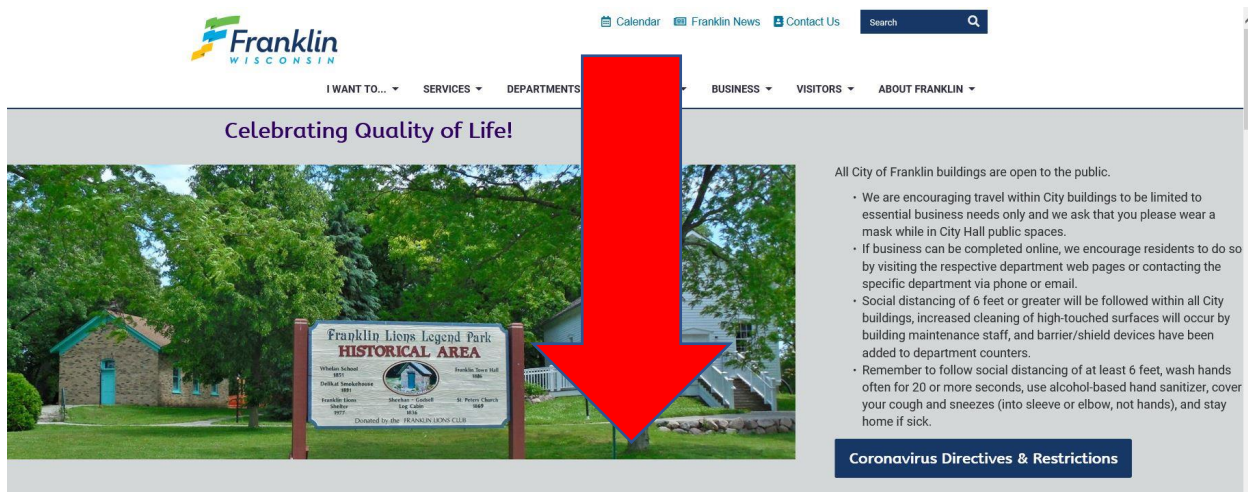 Calendar Franklin News Contact Us Search
Franklin
WISCONSIN
I WANT TO... SERVICES DEPARTMENTS BUSINESS VISITORS ABOUT FRANKLIN
Celebrating Quality of Life!
All City of Franklin buildings are open to the public.
• We are encouraging travel within City buildings to be limited to
essential business needs only and we ask that you please wear a
mask while in City Hall public spaces.
• If business can be completed online, we encourage residents to do so
by visiting the respective department web pages or contacting the
specific department via phone or email.
• Social distancing of 6 feet or greater will be followed within all City
buildings, increased cleaning of high-touched surfaces will occur by
building maintenance staff, and barrier/shield devices have been
added to department counters.
• Remember to follow social distancing of at least 6 feet, wash hands
often for 20 or more seconds, use alcohol-based hand sanitizer, cover
your cough and sneezes (into sleeve or elbow, not hands), and stay
home if sick.
Coronavirus Directives & Restrictions
Franklin Lions Legend Park
HISTORICAL AREA
Whelan School
1851
Franklin Town Hall
Smokehouse
Franklin Lions
Shelter
1977
Log Cabin
1836
St. Peters Church
1869
Donated by the FRANKLIN LIONS CLUB